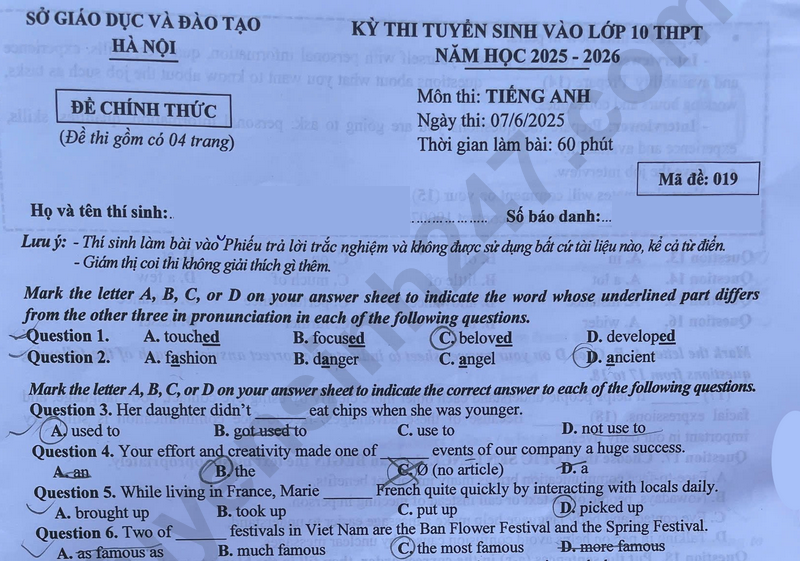 SỞ GIÁO DỤC VÀ ĐÀO TẠO
HÀ NỘI
KỲ THI TUYỂN SINH VÀO LỚP 10 THPT
NĂM HỌC 2025 - 2026
ĐỀ CHÍNH THỨC
(Đề thi gồm có 04 trang)
Môn thi: TIẾNG ANH
Ngày thi: 07/6/2025
Thời gian làm bài: 60 phút
Mã đề: 019
Họ và tên thí sinh:
Số báo danh:...
Lưu ý: - Thí sinh làm bài vào Phiếu trả lời trắc nghiệm và không được sử dụng bất cứ tài liệu nào, kể cả từ điển.
- Giám thị coi thi không giải thích gì thêm.
Mark the letter A, B, C, or D on your answer sheet to indicate the word whose underlined part differs
from the other three in pronunciation in each of the following questions.
Question 1. A. touched B. focused C. beloved D. developed
Question 2. A. fashion B. danger C. angel D. ancient
Mark the letter A, B, C, or D on your answer sheet to indicate the correct answer to each of the following questions.
Question 3. Her daughter didn't ______ eat chips when she was younger.
A. used to B. got used to C. use to D. not use to
Question 4. Your effort and creativity made one of ______ events of our company a huge success.
A. an B. the C. Ø (no article) D. a
Question 5. While living in France, Marie ______ French quite quickly by interacting with locals daily.
A. brought up B. took up C. put up D. picked up
Question 6. Two of ______ festivals in Viet Nam are the Ban Flower Festival and the Spring Festival.
A. as famous as B. much famous C. the most famous D. more famous